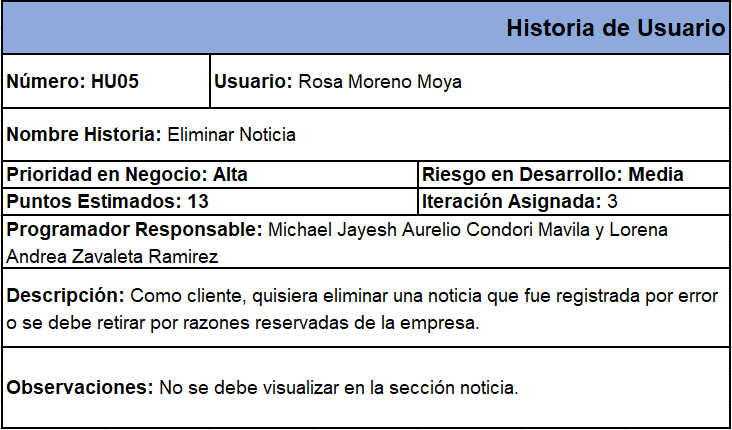 Historia de Usuario
Número: HU05 Usuario: Rosa Moreno Moya
Nombre Historia: Eliminar Noticia
Prioridad en Negocio: Alta Riesgo en Desarrollo: Media
Puntos Estimados: 13 Iteración Asignada: 3
Programador Responsable: Michael Jayesh Aurelio Condori Mavila y Lorena
Andrea Zavaleta Ramirez
Descripción: Como cliente, quisiera eliminar una noticia que fue registrada por error
o se debe retirar por razones reservadas de la empresa.
Observaciones: No se debe visualizar en la sección noticia.